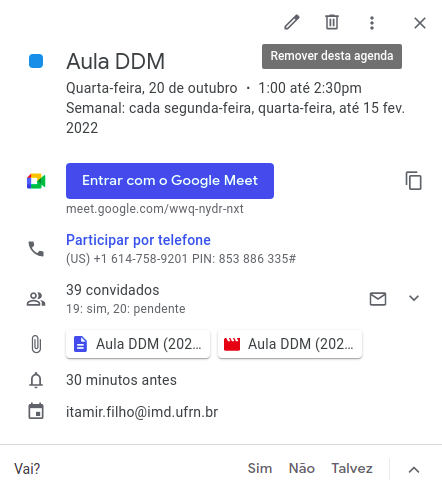 Remover desta agenda
Aula DDM
Quarta-feira, 20 de outubro · 1:00 até 2:30pm
Semanal: cada segunda-feira, quarta-feira, até 15 fev.
2022
Entrar com o Google Meet
meet.google.com/wwq-nydr-nxt
Participar por telefone
(US) +1 614-758-9201 PIN: 853 886 335#
39 convidados
19: sim, 20: pendente
Aula DDM (202... Aula DDM (202...
30 minutos antes
itamir.filho@imd.ufrn.br
Vai? Sim Não Talvez